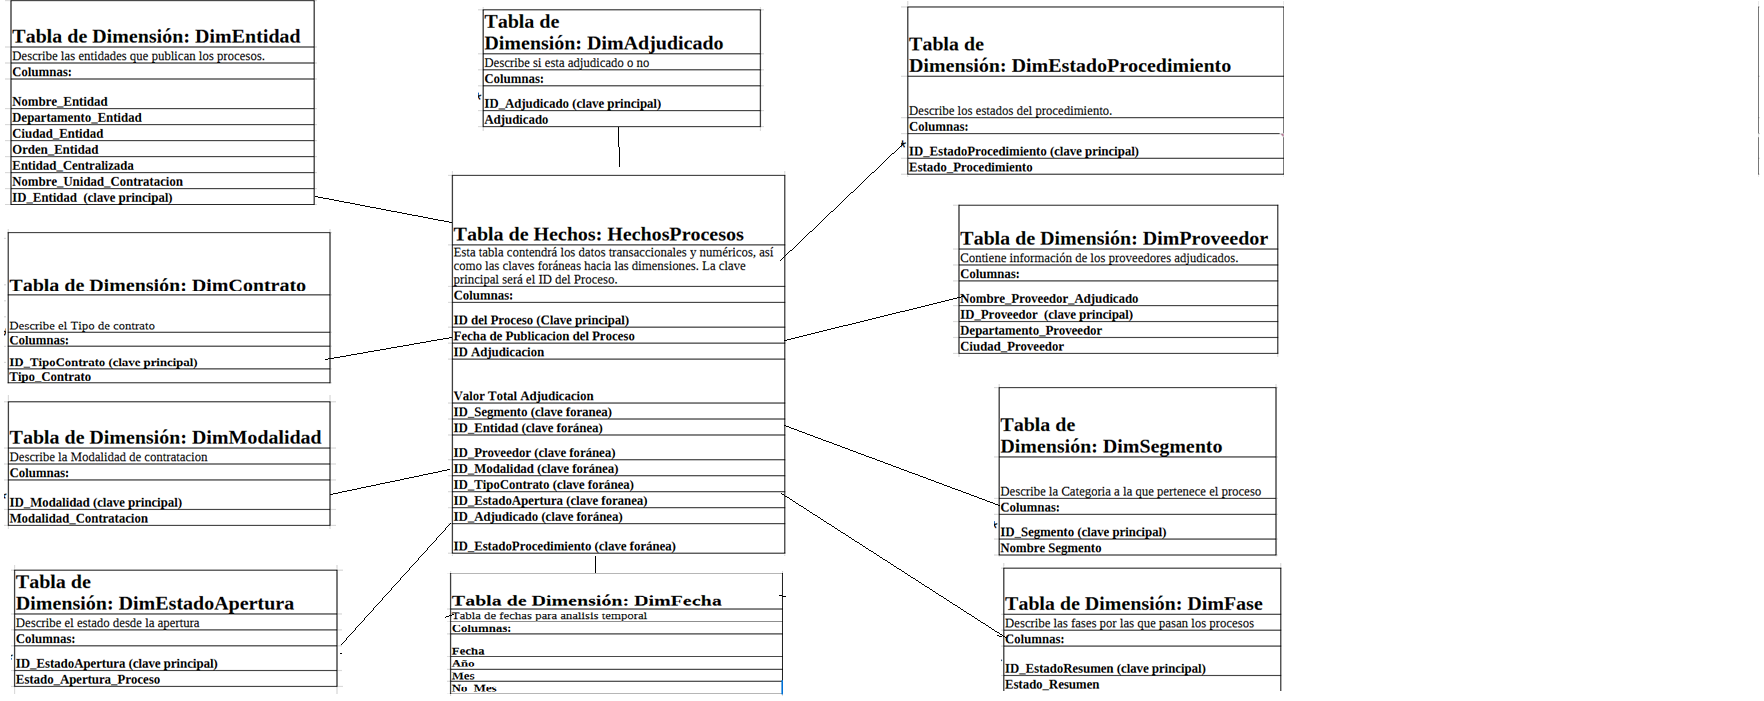 Tabla de Dimensión: DimEntidad
Describe las entidades que publican los procesos.
Columnas:
Nombre_Entidad
Departamento_Entidad
Ciudad_Entidad
Orden_Entidad
Entidad_Centralizada
Nombre_Unidad_Contratacion
ID_Entidad (clave principal)
Tabla de
Dimensión: DimAdjudicado
Describe si esta adjudicado o no
Columnas:
ID_Adjudicado (clave principal)
Adjudicado
Tabla de
Dimensión: DimEstadoProcedimiento
Describe los estados del procedimiento.
Columnas:
ID_EstadoProcedimiento (clave principal)
Estado_Procedimiento
Tabla de Dimensión: DimContrato
Describe el Tipo de contrato
Columnas:
ID_TipoContrato (clave principal)
Tipo_Contrato
Tabla de Hechos: HechosProcesos
Esta tabla contendrá los datos transaccionales y numéricos, así
como las claves foráneas hacia las dimensiones. La clave
principal será el ID del Proceso.
Columnas:
ID del Proceso (Clave principal)
Fecha de Publicacion del Proceso
ID Adjudicacion
Valor Total Adjudicacion
ID_Segmento (clave foranea)
ID_Entidad (clave foránea)
ID_Proveedor (clave foránea)
ID_Modalidad (clave foránea)
ID_TipoContrato (clave foránea)
ID_EstadoApertura (clave foranea)
ID_Adjudicado (clave foránea)
ID_EstadoProcedimiento (clave foránea)
Tabla de Dimensión: DimProveedor
Contiene información de los proveedores adjudicados.
Columnas:
Nombre_Proveedor_Adjudicado
ID_Proveedor (clave principal)
Departamento_Proveedor
Ciudad_Proveedor
Tabla de Dimensión: DimModalidad
Describe la Modalidad de contratacion
Columnas:
ID_Modalidad (clave principal)
Modalidad_Contratacion
Tabla de
Dimensión: DimSegmento
Describe la Categoria a la que pertenece el proceso
Columnas:
ID_Segmento (clave principal)
Nombre Segmento
Tabla de
Dimensión: DimEstadoApertura
Describe el estado desde la apertura
Columnas:
ID_EstadoApertura (clave principal)
Estado_Apertura_Proceso
Tabla de Dimensión: DimFecha
Tabla de fechas para analisis temporal
Columnas:
Fecha
Año
Mes
No_Mes
Tabla de Dimensión: DimFase
Describe las fases por las que pasan los procesos
Columnas:
ID_EstadoResumen (clave principal)
Estado_Resumen